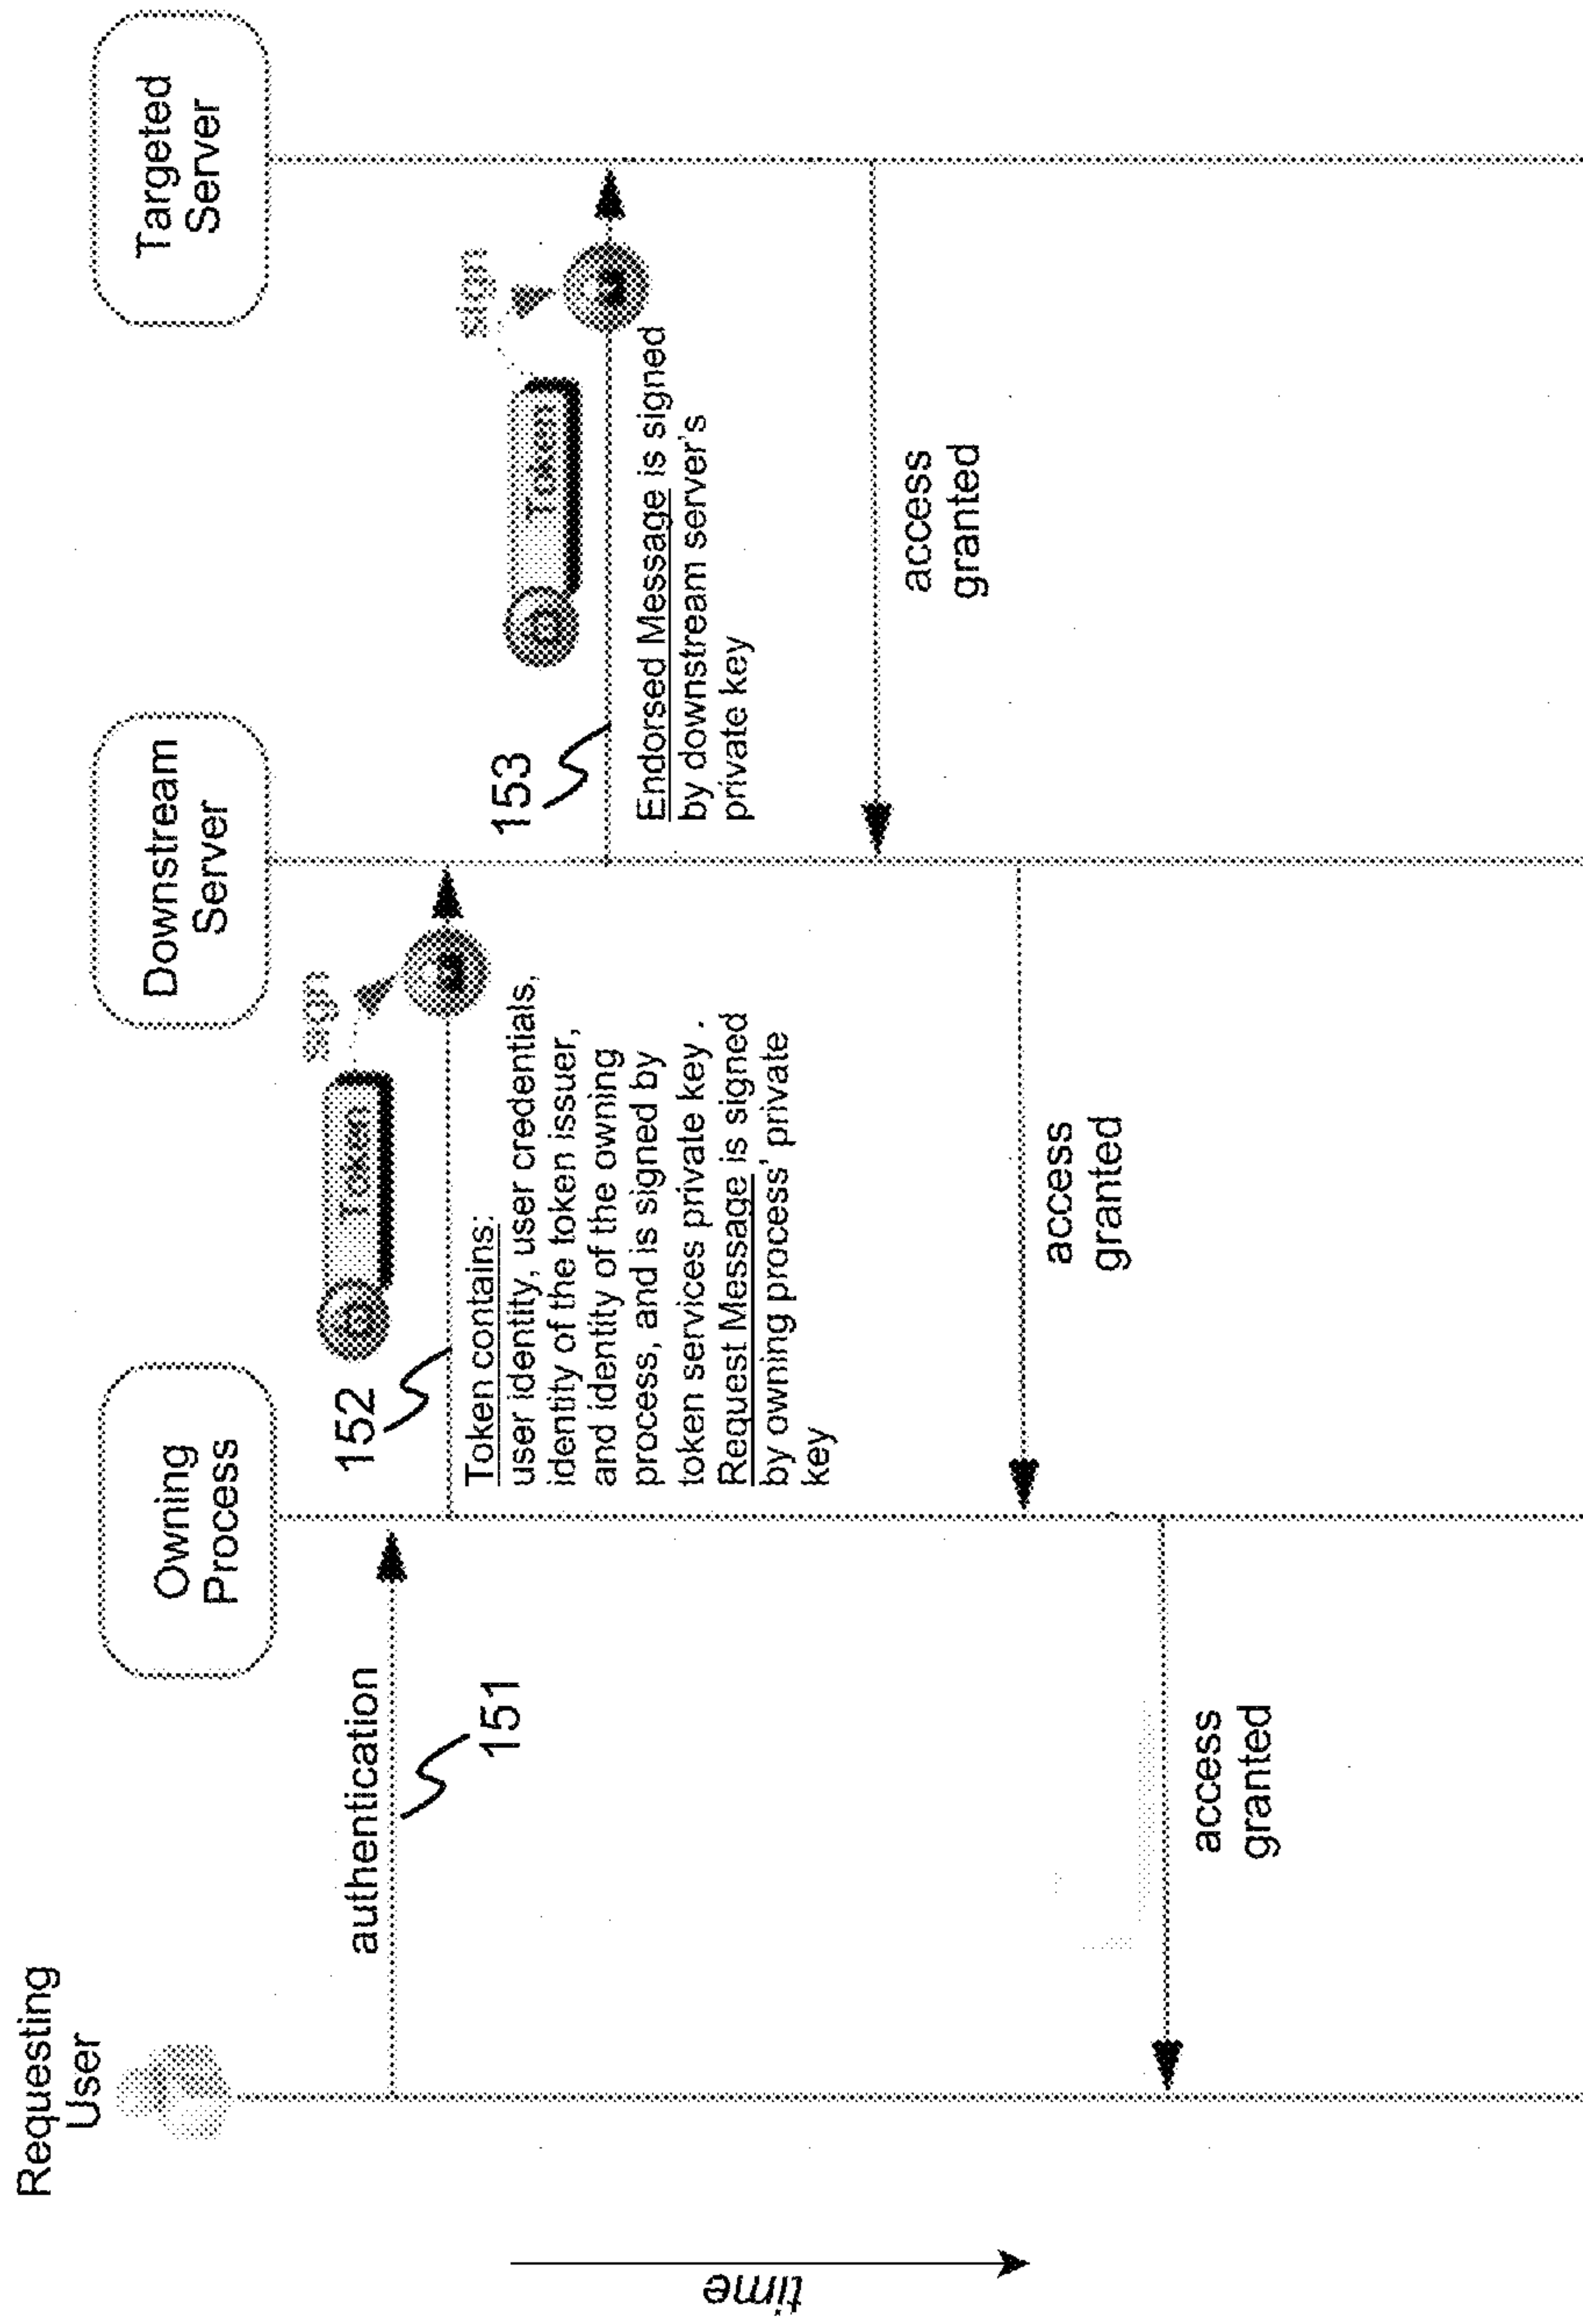 Requesting
User
Owning
Process
Downstream
Server
Targeted
Server
time
authentication
151
152
Token
sign
Token contains:
user identity, user credentials,
identity of the token issuer,
and identity of the owning
process, and is signed by
token services private key .
Request Message is signed
by owning process' private
key
153
Token
sign
Endorsed Message is signed
by downstream server's
private key
access
granted
access
granted
access
granted